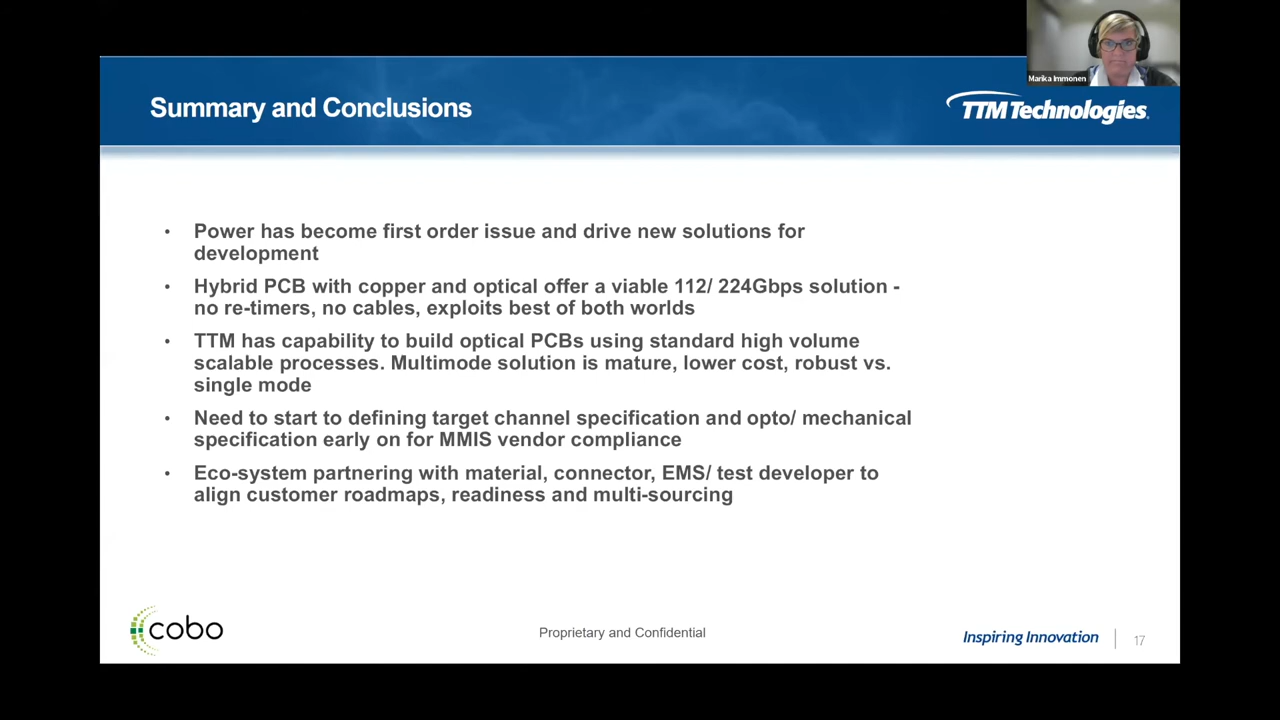 Marika Immonen
Summary and Conclusions
TTM Technologies®
• Power has become first order issue and drive new solutions for
development
• Hybrid PCB with copper and optical offer a viable 112/ 224Gbps solution -
no re-timers, no cables, exploits best of both worlds
• TTM has capability to build optical PCBs using standard high volume
scalable processes. Multimode solution is mature, lower cost, robust vs.
single mode
• Need to start to defining target channel specification and opto/ mechanical
specification early on for MMIS vendor compliance
• Eco-system partnering with material, connector, EMS/ test developer to
align customer roadmaps, readiness and multi-sourcing
cobo
Proprietary and Confidential
Inspiring Innovation
17